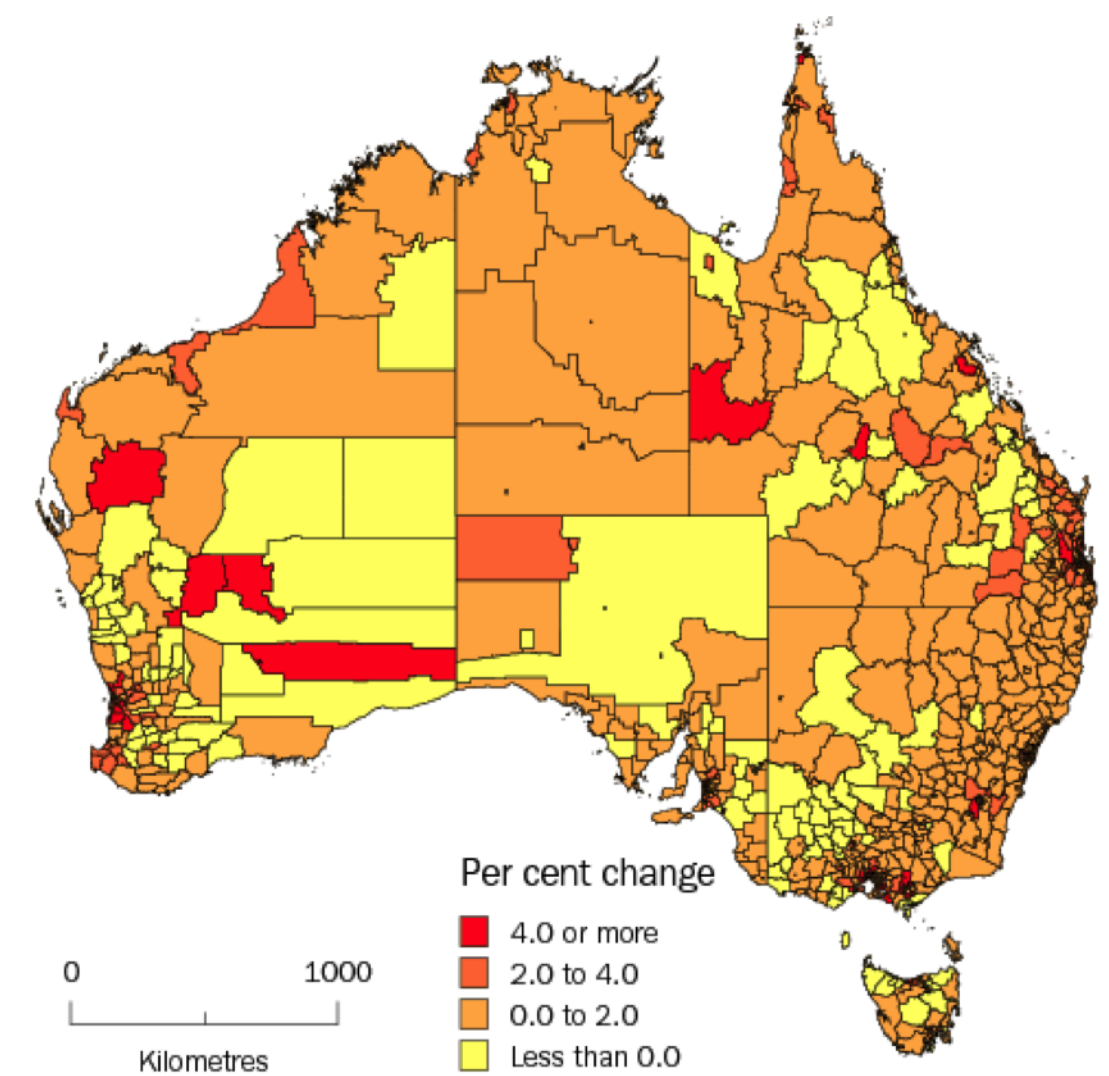 Per cent change
4.0 or more
2.0 to 4.0
0.0 to 2.0
Less than 0.0
0 1000
Kilometres